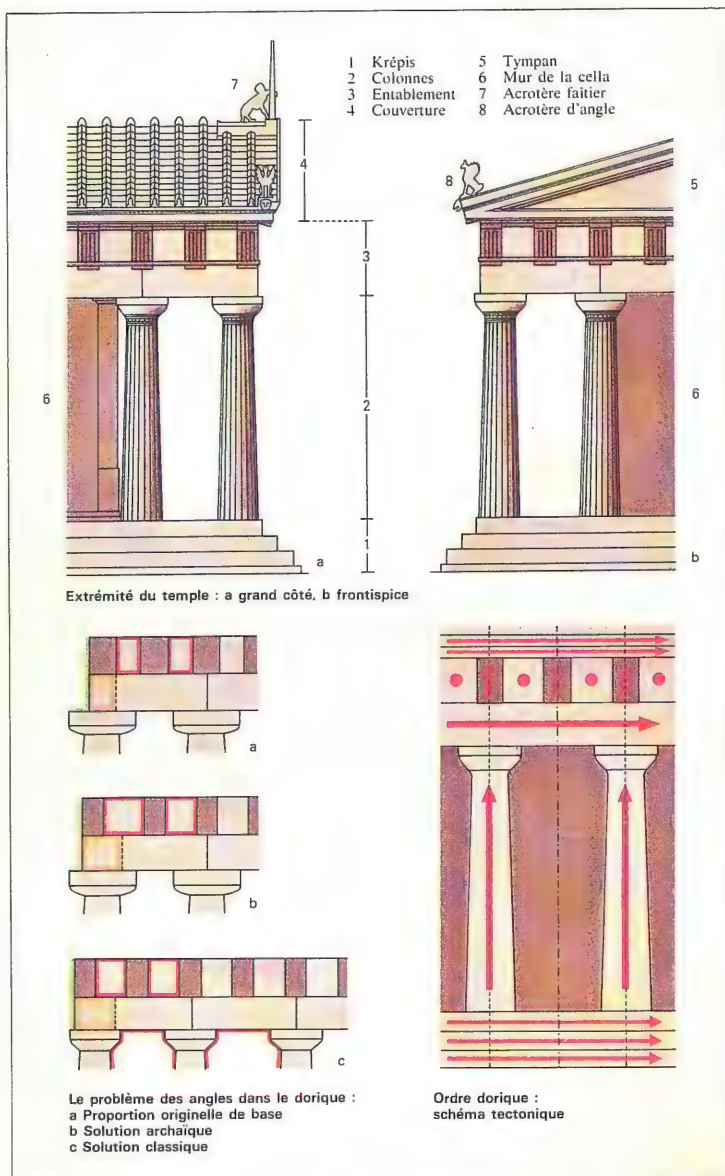 1 Krépis
2 Colonnes
3 Entablement
4 Couverture
5 Tympan
6 Mur de la cella
7 Acrotère faitier
8 Acrotère d'angle
7
4
3
6
2
1
a
8
5
6
b
Extrémité du temple : a grand côté, b frontispice
a
b
c
Le problème des angles dans le dorique :
a Proportion originelle de base
b Solution archaïque
c Solution classique
Ordre dorique :
schéma tectonique